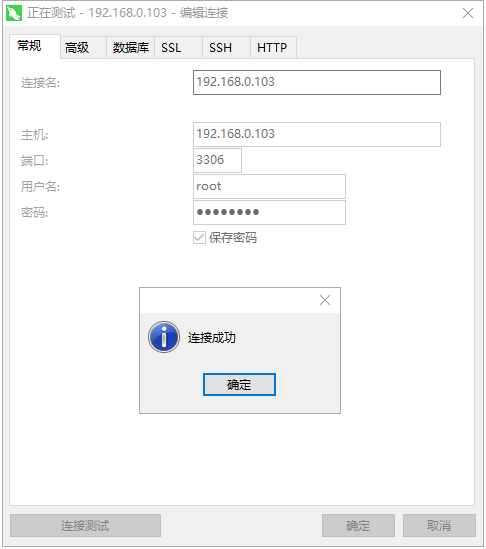 正在测试 - 192.168.0.103 - 编辑连接
常规 高级 数据库 SSL SSH HTTP
连接名: 192.168.0.103
主机: 192.168.0.103
端口: 3306
用户名: root
密码: ●●●●●●●●
保存密码
连接成功
确定
连接测试 确定 取消